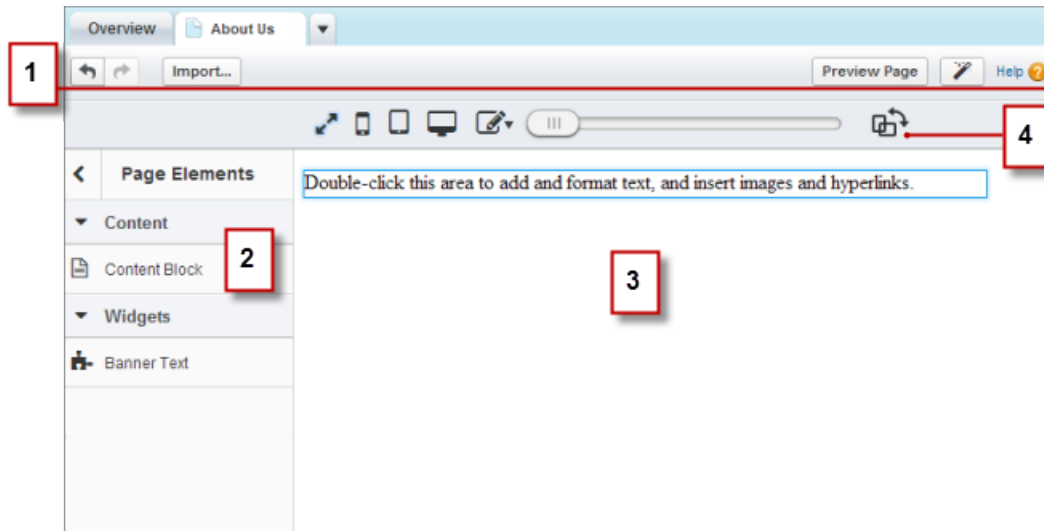 Overview About Us
1 Import... Preview Page Help ?
4
Page Elements
Double-click this area to add and format text, and insert images and hyperlinks.
Content
2
Content Block
3
Widgets
Banner Text